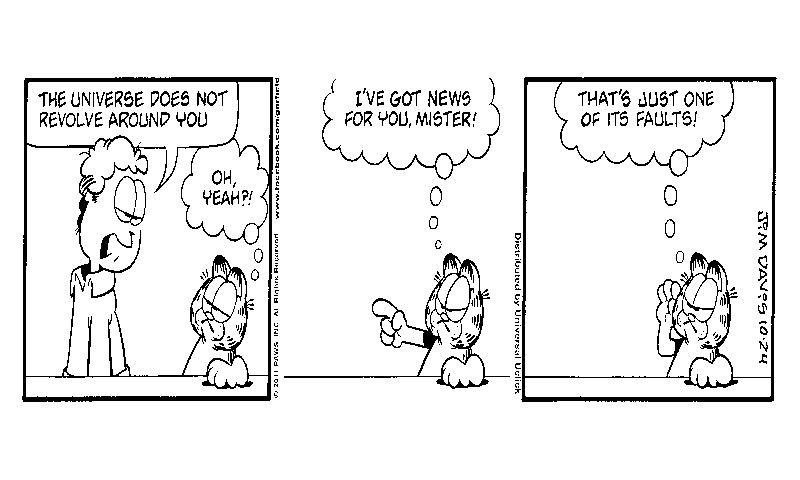 THE UNIVERSE DOES NOT
REVOLVE AROUND YOU
OH,
YEAH?!
www.facebook.com/garfield
© 2011 PAWS, INC. All Rights Reserved.
I'VE GOT NEWS
FOR YOU, MISTER!
Distributed by Universal Uclick
THAT'S JUST ONE
OF ITS FAULTS!
JIM DAVIS 10-24